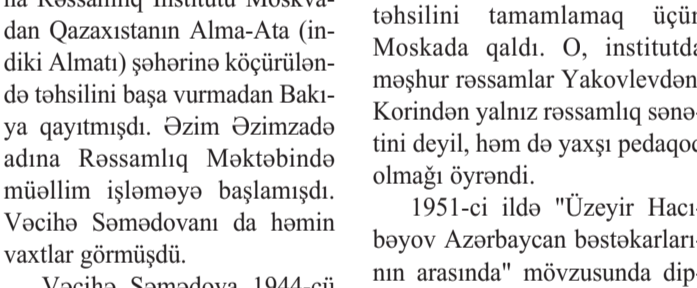 na Rəssamlıq İnstitutu Moskva-
dan Qazaxıstanın Alma-Ata (in-
diki Almatı) şəhərinə köçürülən-
də təhsilini başa vurmadan Bakı-
ya qayıtmışdı. Əzim Əzimzadə
adına Rəssamlıq Məktəbində
müəllim işləməyə başlamışdı.
Vəcihə Səmədovanı da həmin
vaxtlar görmüşdü.
Vəcihə Səmədova 1944-cü
təhsilini tamamlamaq üçün
Moskada qaldı. O, institutda
məşhur rəssamlar Yakovlevdən
Korindən yalnız rəssamlıq sənə-
tini deyil, həm də yaxşı pedaqoq
olmağı öyrəndi.
1951-ci ildə "Üzeyir Hacı-
bəyov Azərbaycan bəstəkarları-
nın arasında" mövzusunda dip-